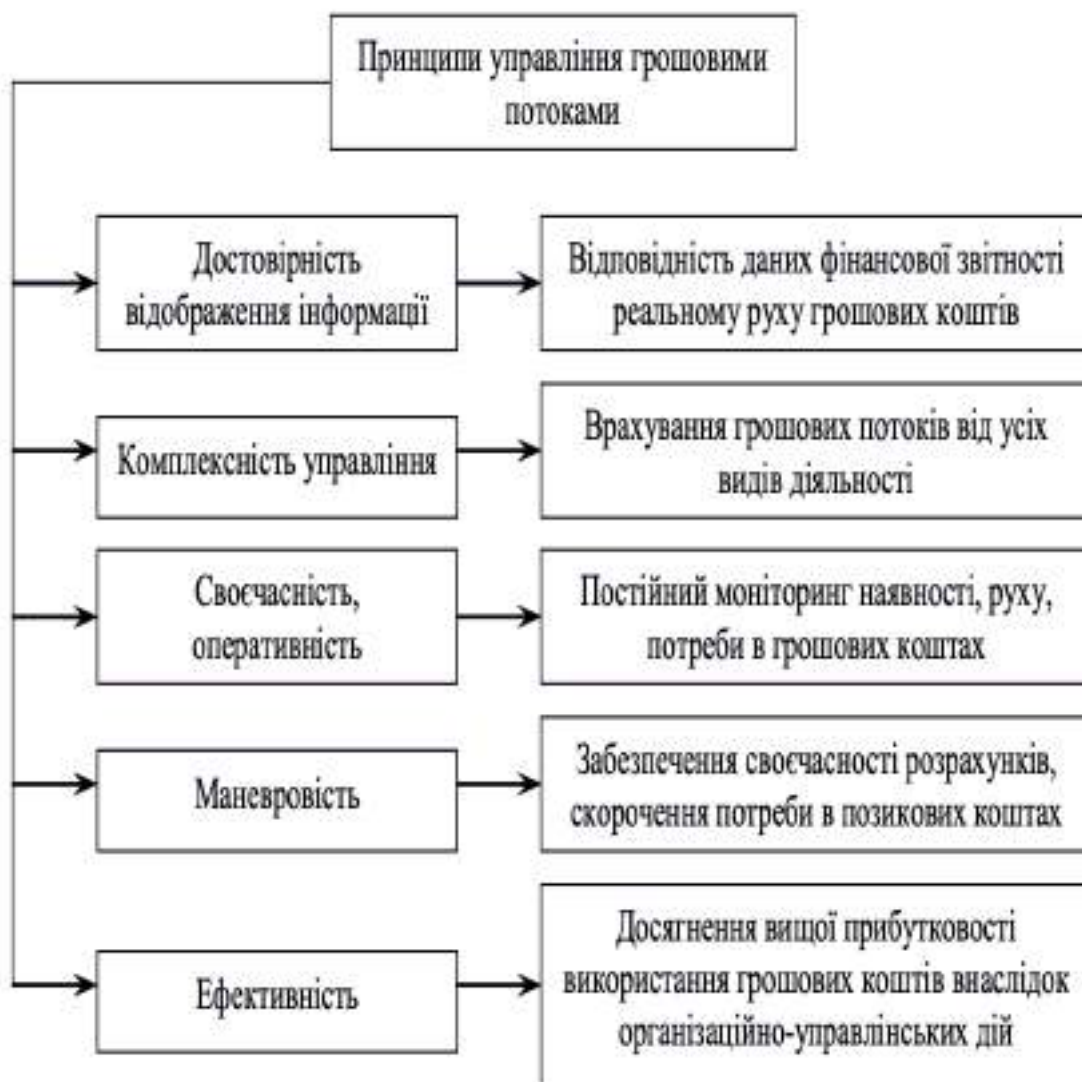 Принципи управління грошовими
потоками
Достовірність
відображення інформації
Відповідність даних фінансової звітності
реальному руху грошових коштів
Комплексність управління
Врахування грошових потоків від усіх
видів діяльності
Своєчасність,
оперативність
Постійний моніторинг наявності, руху,
потреби в грошових коштах
Маневровість
Забезпечення своєчасності розрахунків,
скорочення потреби в позикових коштах
Ефективність
Досягнення вищої прибутковості
використання грошових коштів внаслідок
організаційно-управлінських дій